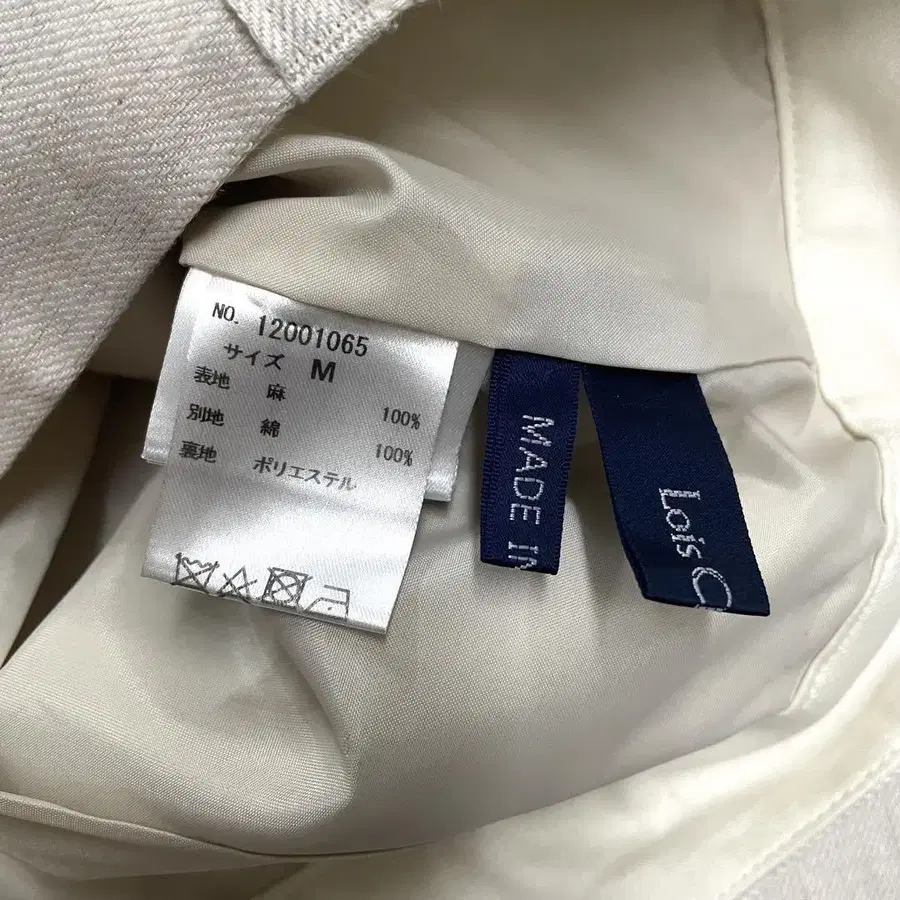 NO. 12001065
サイズ M
表地 麻 100%
別地 綿 100%
裏地 ポリエステル
MADE IN
Lois C